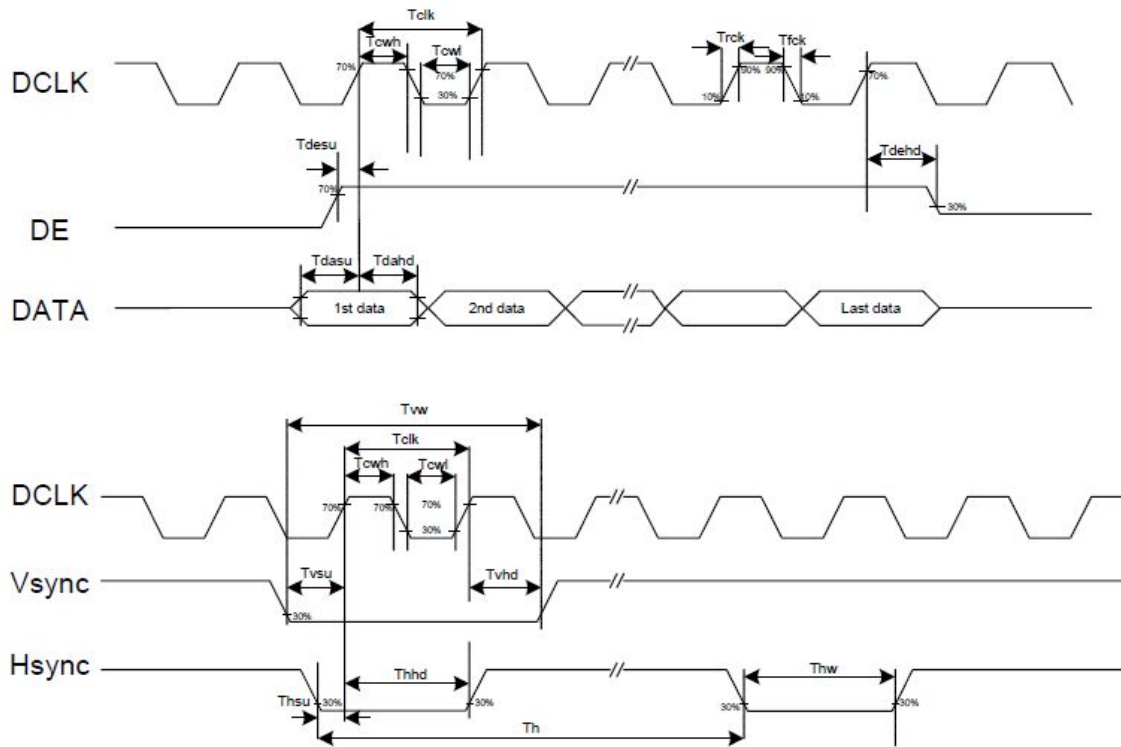 Tclk
Tcwh Tcwl Trck Tfck
DCLK 70% 70% 30% 90% 90% 10% 10% 70%
Tdesu Tdehd
70%
DE 30%
Tdasu Tdahd
DATA 1st data 2nd data Last data
Tvw
Tclk
Tcwh Tcwl
DCLK 70% 70% 70% 30%
Vsync Tvsu Tvhd
30%
Hsync Thhd Thw
Thsu 30% 30% 30% 30%
Th